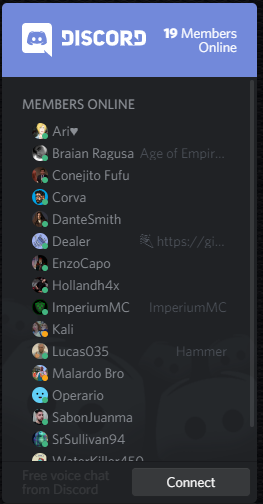 DISCORD
19 Members
Online
MEMBERS ONLINE
Ari♥
Braian Ragusa Age of Empir...
Conejito Fufu
Corva
DanteSmith
Dealer https://gi...
EnzoCapo
Hollandh4x
ImperiumMC ImperiumMC
Kali
Lucas035 Hammer
Malardo Bro
Operario
SabonJuanma
SrSullivan94
WaterKiller450
Free voice chat
from Discord
Connect